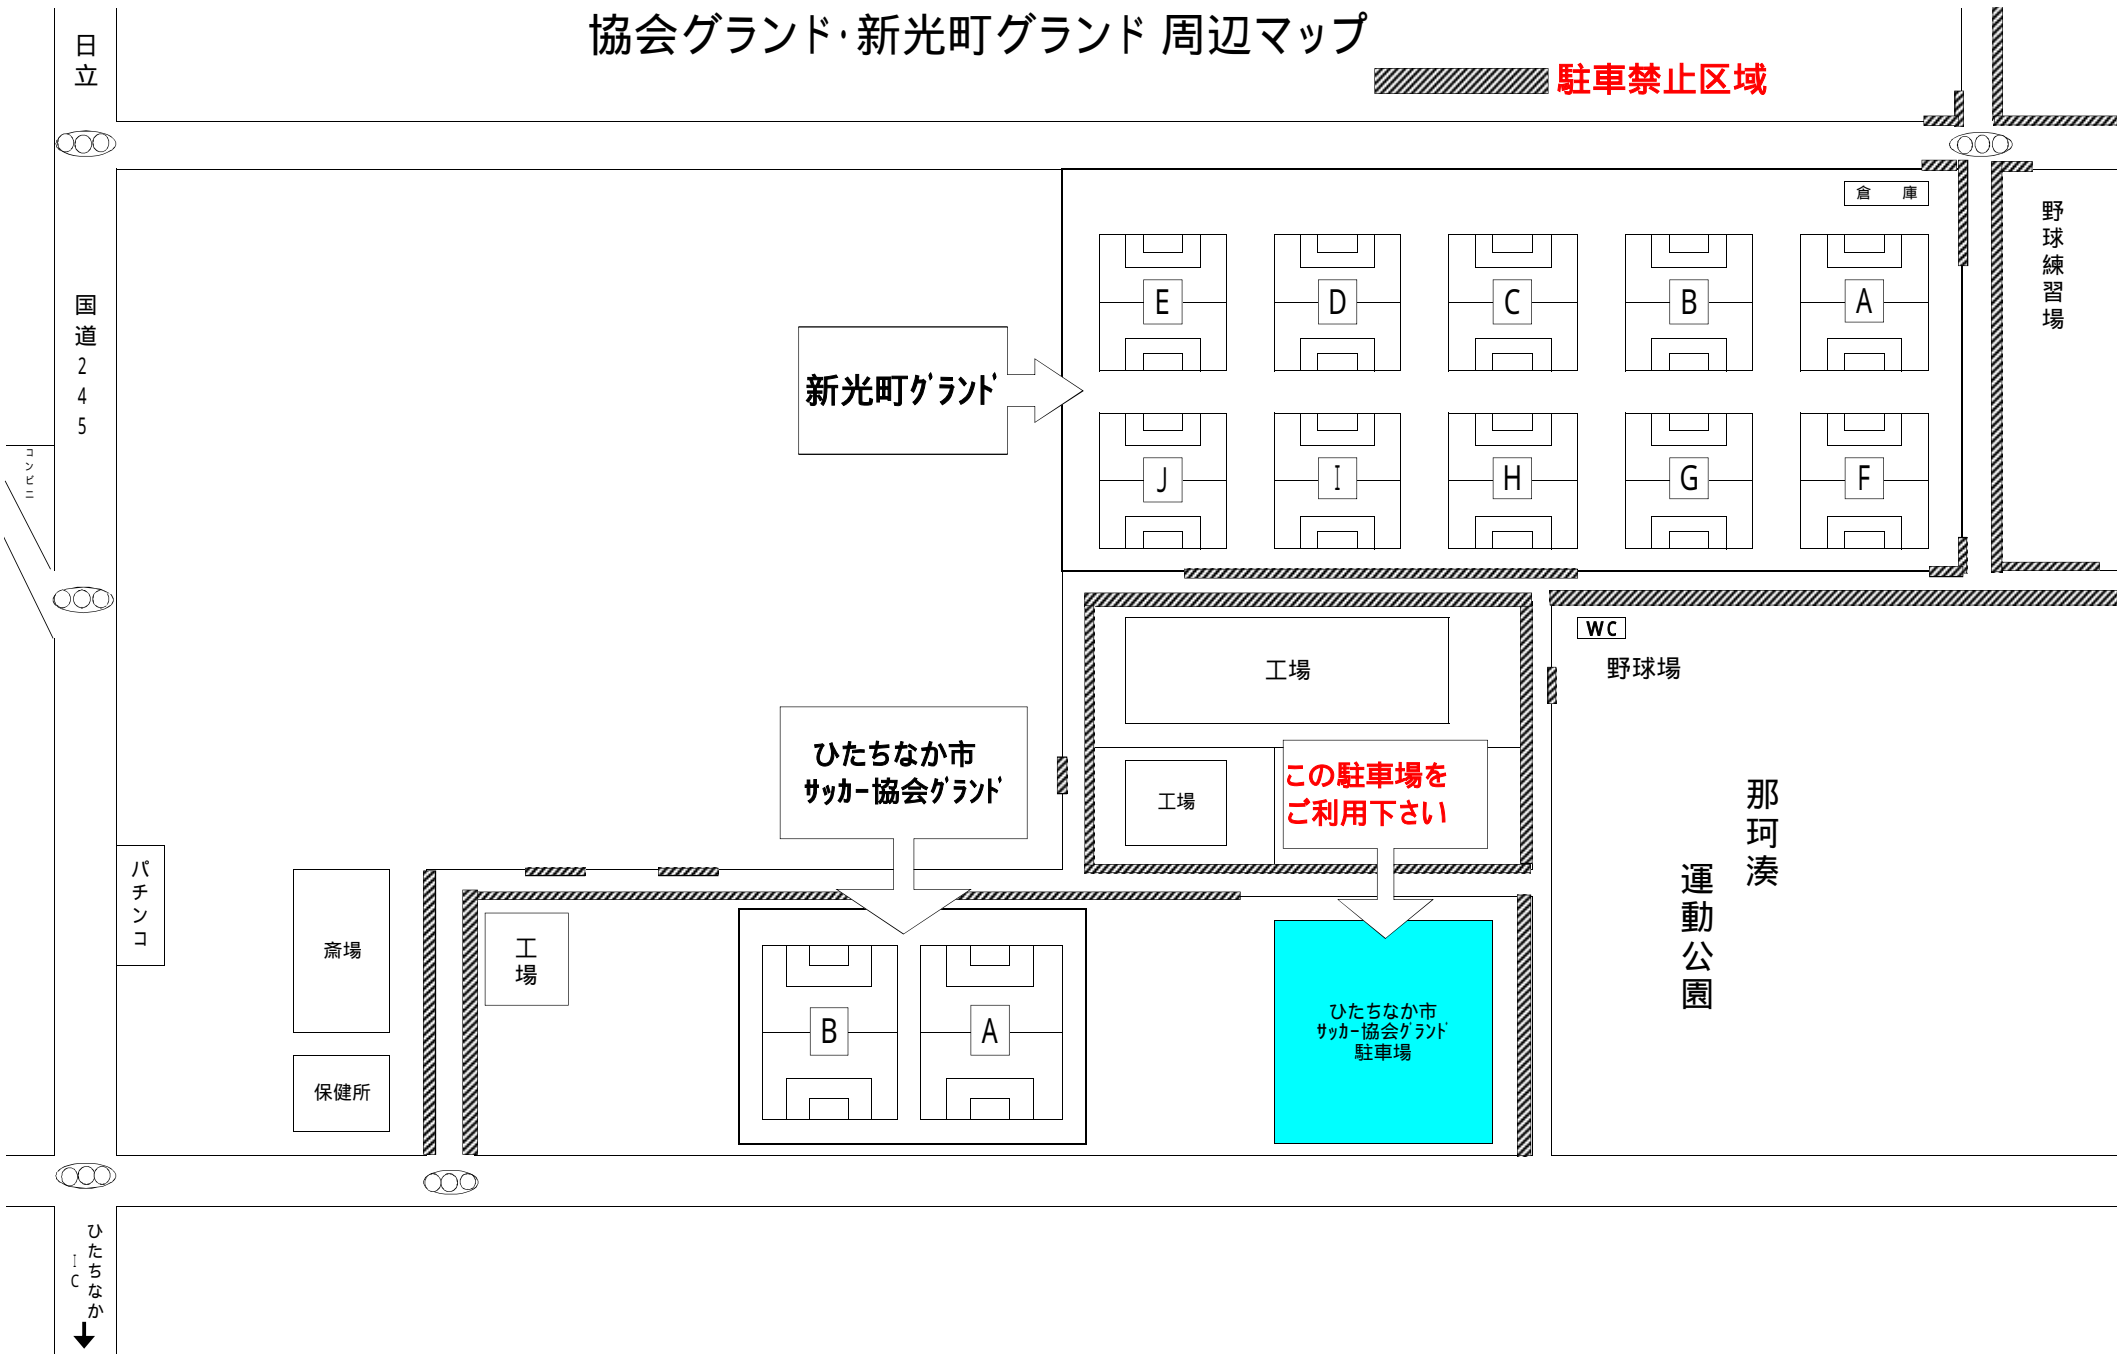 協会グランド・新光町グランド 周辺マップ
駐車禁止区域
日立
倉 庫
野球練習場
国道245
E
D
C
B
A
新光町グランド
コンビニ
J
I
H
G
F
WC
野球場
工場
ひたちなか市
サッカー協会グランド
この駐車場を
ご利用下さい
工場
那珂湊
運動公園
パチンコ
斎場
工場
B
A
ひたちなか市
サッカー協会グランド
駐車場
保健所
ひたちなか
IC